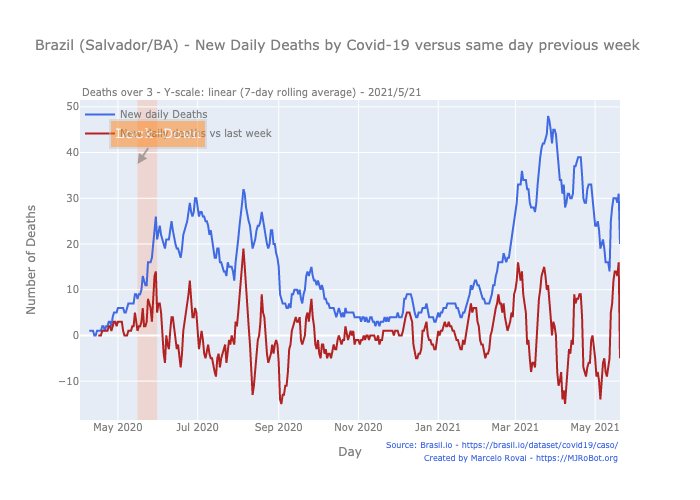 Brazil (Salvador/BA) - New Daily Deaths by Covid-19 versus same day previous week
Deaths over 3 - Y-scale: linear (7-day rolling average) - 2021/5/21
New daily Deaths
New daily Deaths vs last week
Lock Down
50
40
30
20
10
0
−10
Number of Deaths
May 2020
Jul 2020
Sep 2020
Nov 2020
Jan 2021
Mar 2021
May 2021
Day
Source: Brasil.io - https://brasil.io/dataset/covid19/caso/
Created by Marcelo Rovai - https://MJRoBot.org